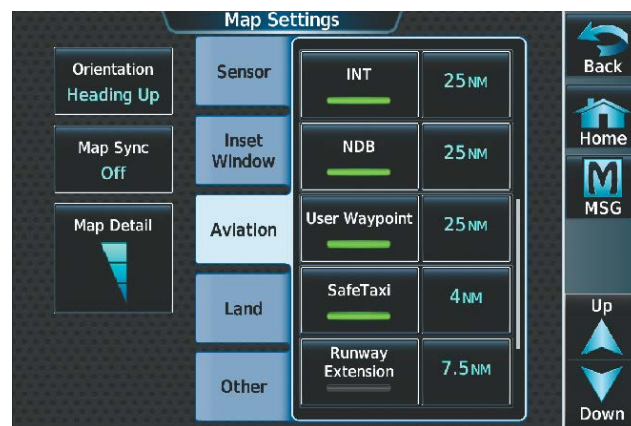 Map Settings
Orientation
Heading Up
Map Sync
Off
Map Detail
Sensor
Inset
Window
Aviation
Land
Other
INT
25NM
NDB
25NM
User Waypoint
25NM
SafeTaxi
4NM
Runway
Extension
7.5NM
Back
Home
MSG
Up
Down